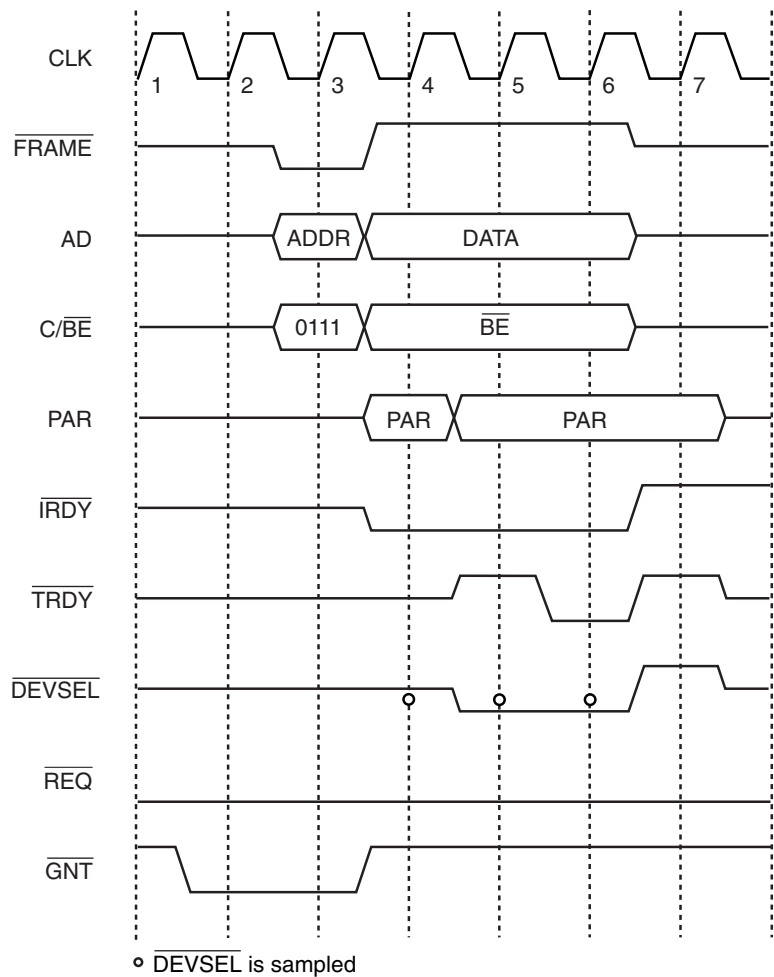 CLK
1 2 3 4 5 6 7
FRAME
AD ADDR DATA
C/BE 0111 BE
PAR PAR PAR
IRDY
TRDY
DEVSEL
REQ
GNT
DEVSEL is sampled